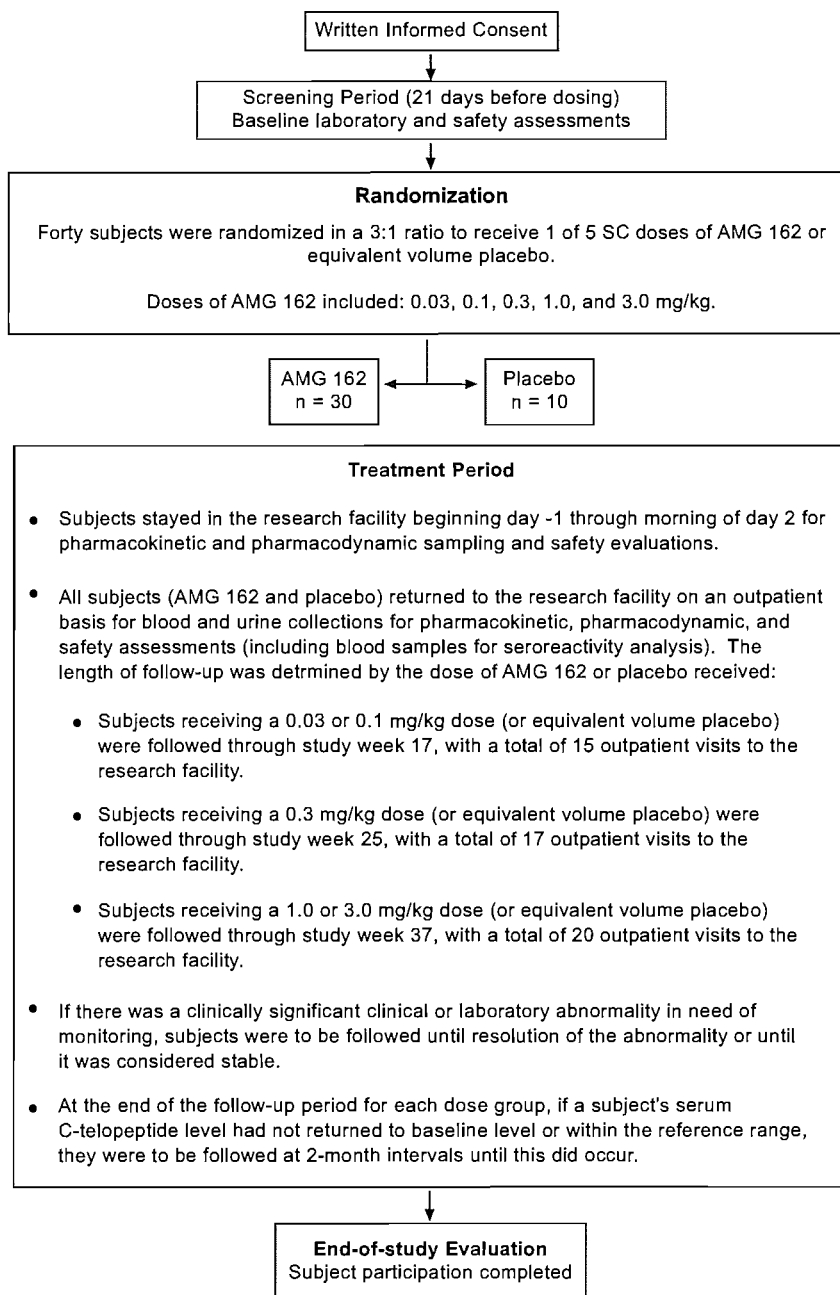 Written Informed Consent
Screening Period (21 days before dosing)
Baseline laboratory and safety assessments
Randomization
Forty subjects were randomized in a 3:1 ratio to receive 1 of 5 SC doses of AMG 162 or
equivalent volume placebo.
Doses of AMG 162 included: 0.03, 0.1, 0.3, 1.0, and 3.0 mg/kg.
AMG 162
n = 30
Placebo
n = 10
Treatment Period
• Subjects stayed in the research facility beginning day -1 through morning of day 2 for
pharmacokinetic and pharmacodynamic sampling and safety evaluations.
• All subjects (AMG 162 and placebo) returned to the research facility on an outpatient
basis for blood and urine collections for pharmacokinetic, pharmacodynamic, and
safety assessments (including blood samples for seroreactivity analysis). The
length of follow-up was detrmined by the dose of AMG 162 or placebo received:
• Subjects receiving a 0.03 or 0.1 mg/kg dose (or equivalent volume placebo)
were followed through study week 17, with a total of 15 outpatient visits to the
research facility.
• Subjects receiving a 0.3 mg/kg dose (or equivalent volume placebo) were
followed through study week 25, with a total of 17 outpatient visits to the
research facility.
• Subjects receiving a 1.0 or 3.0 mg/kg dose (or equivalent volume placebo)
were followed through study week 37, with a total of 20 outpatient visits to the
research facility.
• If there was a clinically significant clinical or laboratory abnormality in need of
monitoring, subjects were to be followed until resolution of the abnormality or until
it was considered stable.
• At the end of the follow-up period for each dose group, if a subject's serum
C-telopeptide level had not returned to baseline level or within the reference range,
they were to be followed at 2-month intervals until this did occur.
End-of-study Evaluation
Subject participation completed